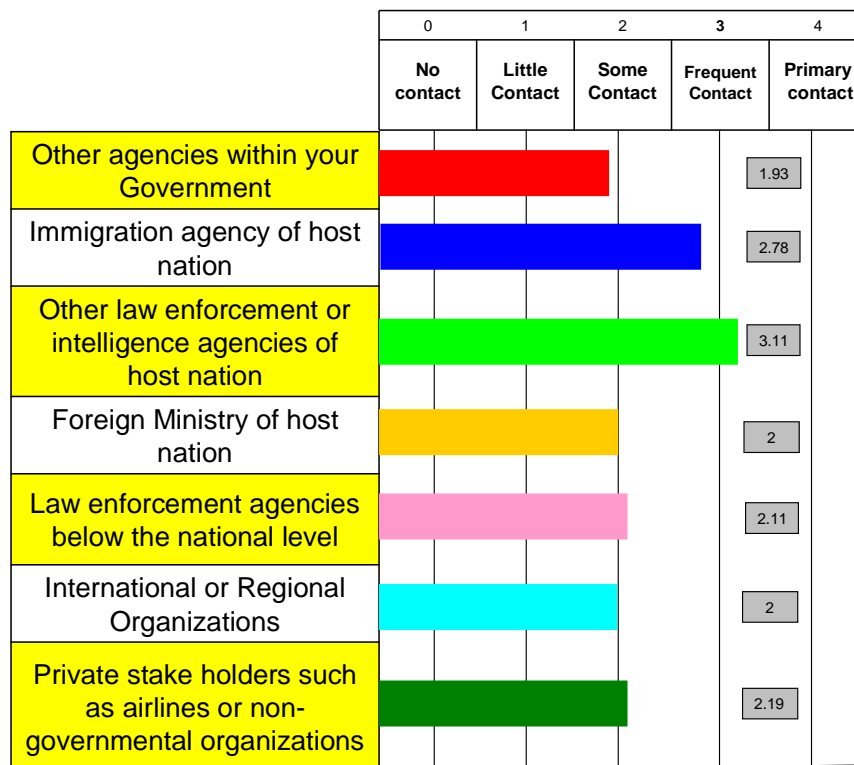 0 1 2 3 4
No Little Some Frequent Primary
contact Contact Contact Contact contact
Other agencies within your
Government
1.93
Immigration agency of host
nation
2.78
Other law enforcement or
intelligence agencies of
host nation
3.11
Foreign Ministry of host
nation
2
Law enforcement agencies
below the national level
2.11
International or Regional
Organizations
2
Private stake holders such
as airlines or non-
governmental organizations
2.19